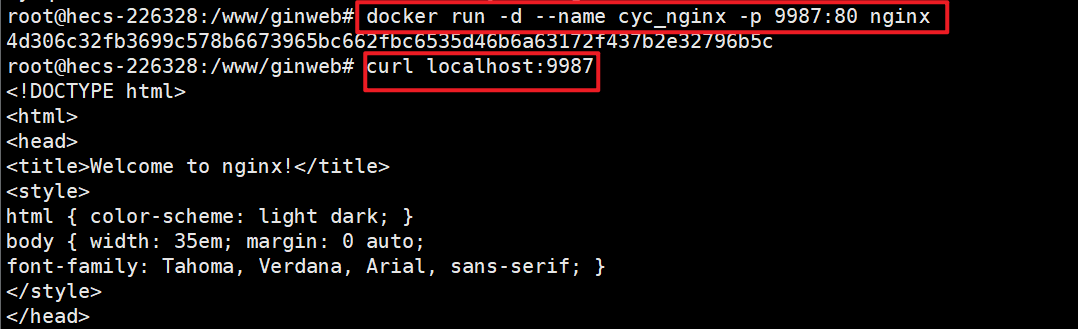 root@hecs-226328:/www/ginweb# docker run -d --name cyc_nginx -p 9987:80 nginx
4d306c32fb3699c578b6673965bc662fbc6535d46b6a63172f437b2e32796b5c
root@hecs-226328:/www/ginweb# curl localhost:9987
<!DOCTYPE html>
<html>
<head>
<title>Welcome to nginx!</title>
<style>
html { color-scheme: light dark; }
body { width: 35em; margin: 0 auto;
font-family: Tahoma, Verdana, Arial, sans-serif; }
</style>
</head>